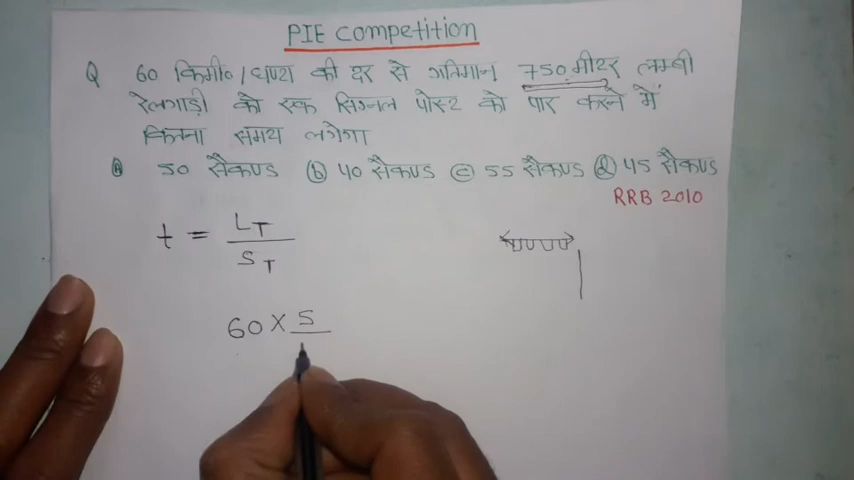 PIE Competition
Q 60 किमी०/घण्टा की दर से गतिमान 750 मीटर लम्बी
रेलगाड़ी को एक सिग्नल पोस्ट को पार करने में
कितना समय लगेगा
(A) 50 सैकण्ड (b) 40 सैकण्ड (c) 55 सैकण्ड (d) 45 सैकण्ड
RRB 2010
t = LT / ST
60 × 5